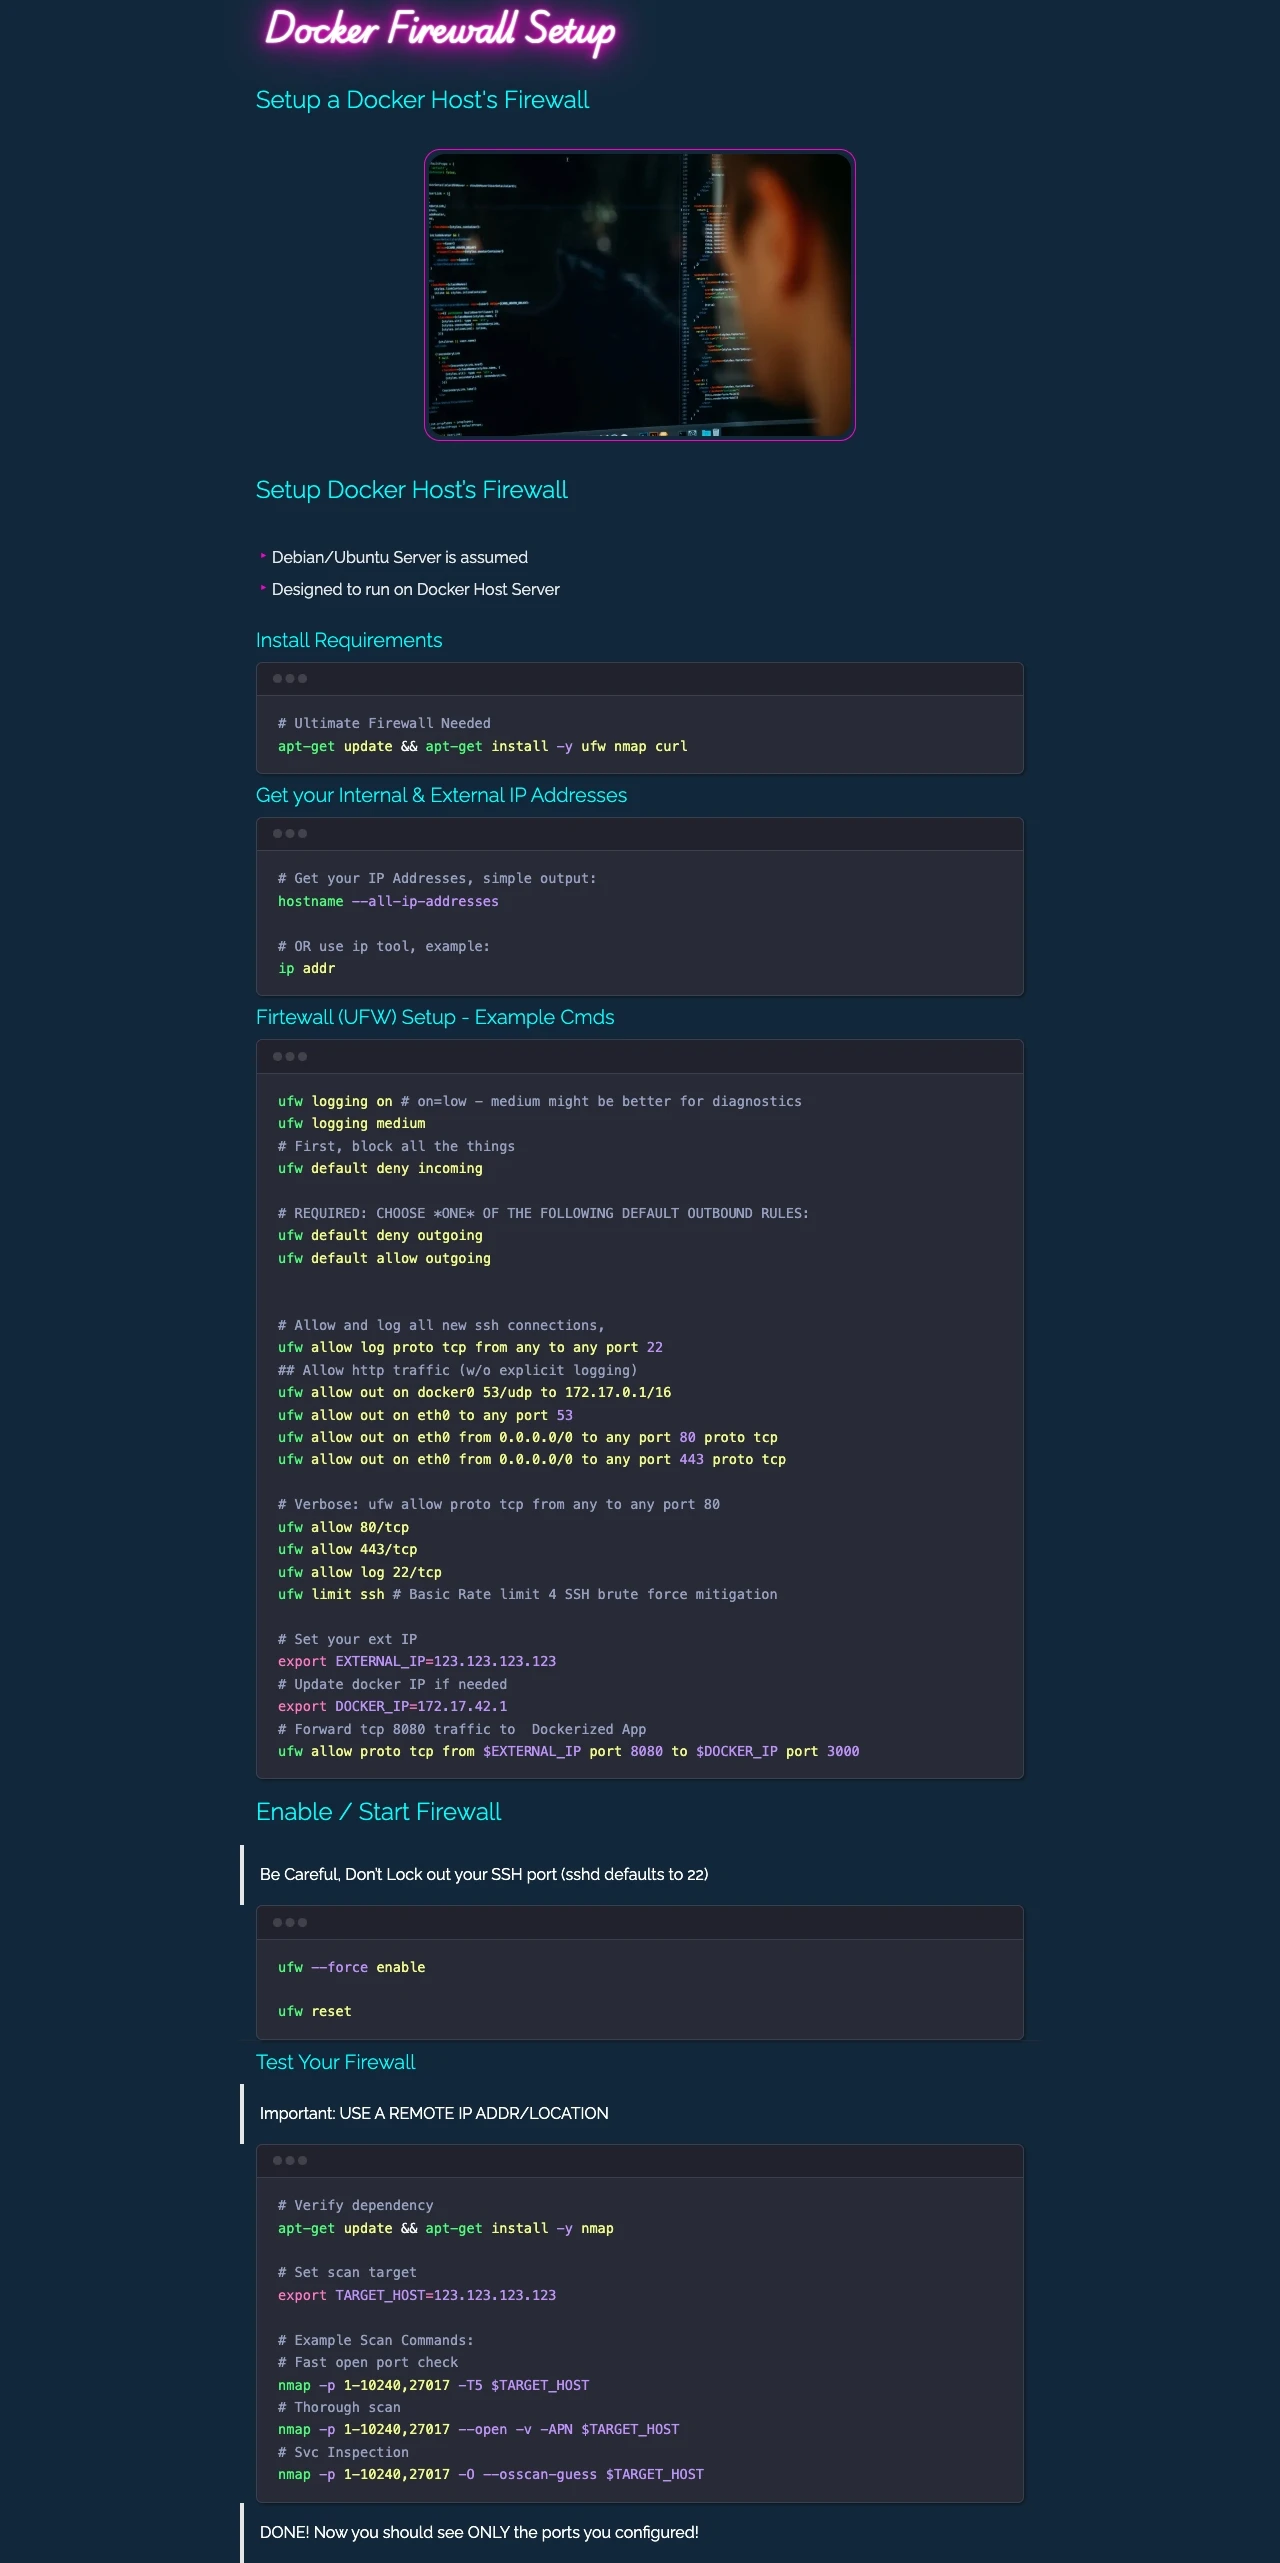 Docker Firewall Setup
Setup a Docker Host's Firewall
Setup Docker Host’s Firewall
Debian/Ubuntu Server is assumed
Designed to run on Docker Host Server
Install Requirements
# Ultimate Firewall Needed
apt-get update && apt-get install -y ufw nmap curl
Get your Internal & External IP Addresses
# Get your IP Addresses, simple output:
hostname --all-ip-addresses
# OR use ip tool, example:
ip addr
Firtewall (UFW) Setup - Example Cmds
ufw logging on # on=low - medium might be better for diagnostics
ufw logging medium
# First, block all the things
ufw default deny incoming
# REQUIRED: CHOOSE *ONE* OF THE FOLLOWING DEFAULT OUTBOUND RULES:
ufw default deny outgoing
ufw default allow outgoing
# Allow and log all new ssh connections,
ufw allow log proto tcp from any to any port 22
## Allow http traffic (w/o explicit logging)
ufw allow out on docker0 53/udp to 172.17.0.1/16
ufw allow out on eth0 to any port 53
ufw allow out on eth0 from 0.0.0.0/0 to any port 80 proto tcp
ufw allow out on eth0 from 0.0.0.0/0 to any port 443 proto tcp
# Verbose: ufw allow proto tcp from any to any port 80
ufw allow 80/tcp
ufw allow 443/tcp
ufw allow log 22/tcp
ufw limit ssh # Basic Rate limit 4 SSH brute force mitigation
# Set your ext IP
export EXTERNAL_IP=123.123.123.123
# Update docker IP if needed
export DOCKER_IP=172.17.42.1
# Forward tcp 8080 traffic to  Dockerized App
ufw allow proto tcp from $EXTERNAL_IP port 8080 to $DOCKER_IP port 3000
Enable / Start Firewall
Be Careful, Don’t Lock out your SSH port (sshd defaults to 22)
ufw --force enable
ufw reset
Test Your Firewall
Important: USE A REMOTE IP ADDR/LOCATION
# Verify dependency
apt-get update && apt-get install -y nmap
# Set scan target
export TARGET_HOST=123.123.123.123
# Example Scan Commands:
# Fast open port check
nmap -p 1-10240,27017 -T5 $TARGET_HOST
# Thorough scan
nmap -p 1-10240,27017 --open -v -APN $TARGET_HOST
# Svc Inspection
nmap -p 1-10240,27017 -O --osscan-guess $TARGET_HOST
DONE! Now you should see ONLY the ports you configured!